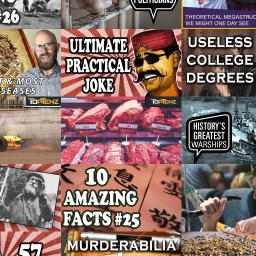 #26
POLITICIANS
THEORETICAL MEGASTRUC
WE MIGHT ONE DAY SEE
T & MOST
SEASES
ULTIMATE
PRACTICAL
JOKE
USELESS
COLLEGE
DEGREES
TOPTENZ
TOPTENZ
HISTORY'S
GREATEST
WARSHIPS
10
AMAZING
FACTS #25
57
MURDERABILIA